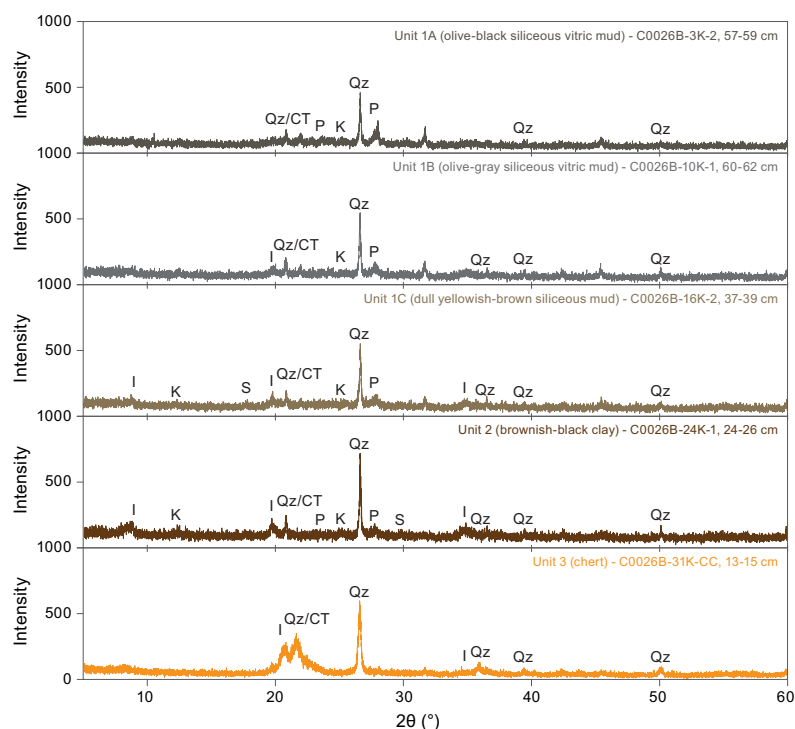 1000
Unit 1A (olive-black siliceous vitric mud) - C0026B-3K-2, 57-59 cm
Intensity
500
Qz/CT
P
K
Qz
P
Qz
Qz
1000
Unit 1B (olive-gray siliceous vitric mud) - C0026B-10K-1, 60-62 cm
Intensity
500
I
Qz/CT
K
Qz
P
Qz
Qz
Qz
1000
Unit 1C (dull yellowish-brown siliceous mud) - C0026B-16K-2, 37-39 cm
Intensity
500
I
K
S
I
Qz/CT
K
Qz
P
I
Qz
Qz
Qz
1000
Unit 2 (brownish-black clay) - C0026B-24K-1, 24-26 cm
Intensity
500
I
K
I
Qz/CT
P
K
Qz
P
S
I
Qz
Qz
Qz
1000
Unit 3 (chert) - C0026B-31K-CC, 13-15 cm
Intensity
500
I
Qz/CT
Qz
I
Qz
Qz
Qz
0
10 20 30 40 50 60
2θ (°)